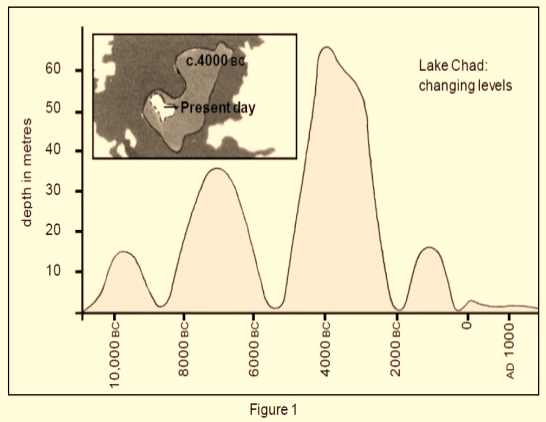 Lake Chad:
changing levels
c.4000 BC
Present day
depth in metres
60
50
40
30
20
10
10.000 BC
8000 BC
6000 BC
4000 BC
2000 BC
0
AD 1000
Figure 1